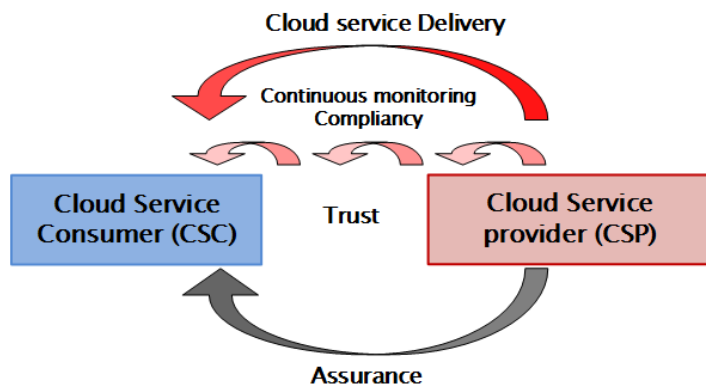 Cloud service Delivery
Continuous monitoring
Compliancy
Cloud Service
Consumer (CSC)
Trust
Cloud Service
provider (CSP)
Assurance